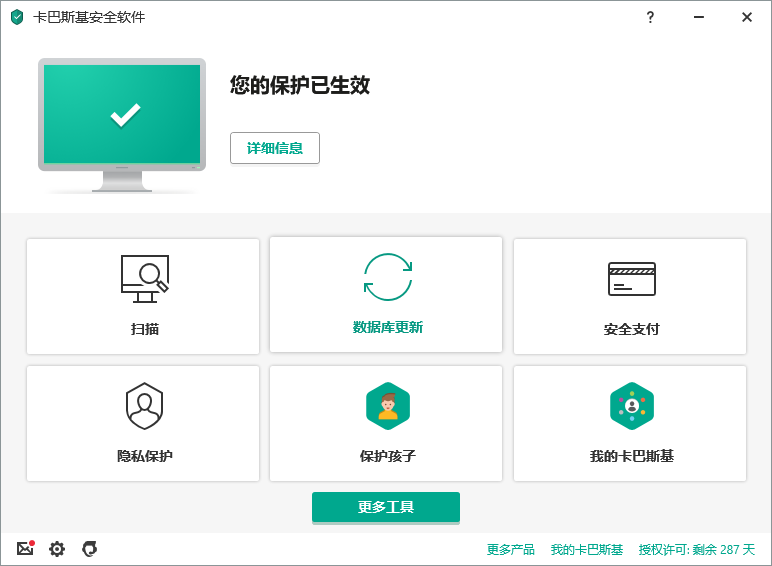 卡巴斯基安全软件
?
您的保护已生效
详细信息
扫描
数据库更新
安全支付
隐私保护
保护孩子
我的卡巴斯基
更多工具
更多产品 我的卡巴斯基 授权许可: 剩余 287 天